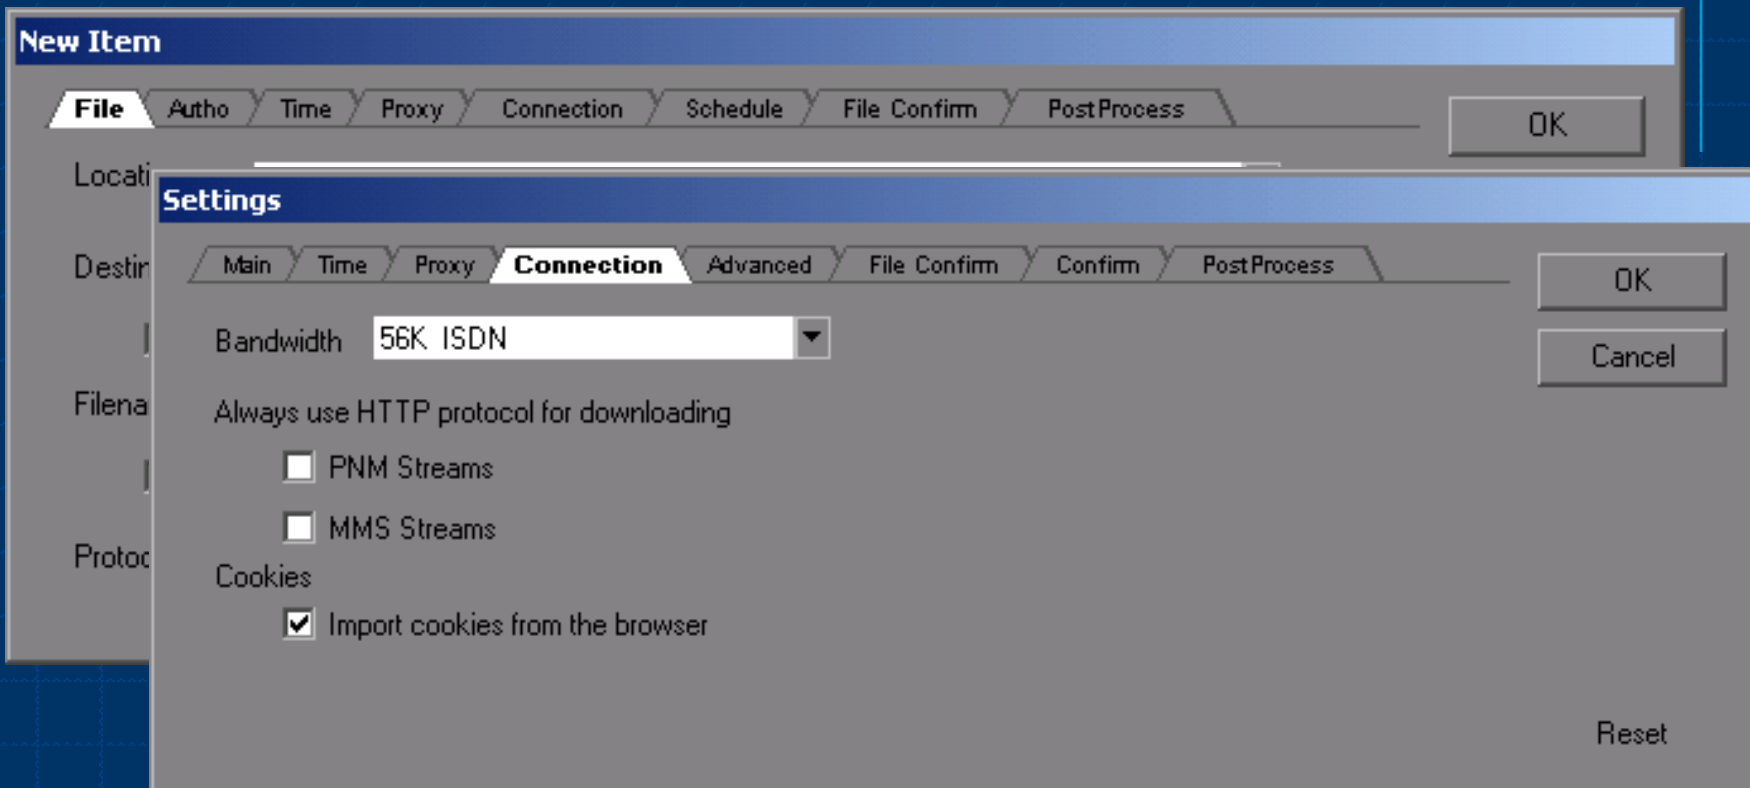 New Item
File Autho Time Proxy Connection Schedule File Confirm PostProcess
OK
Settings
Main Time Proxy Connection Advanced File Confirm Confirm PostProcess
OK
Bandwidth 56K ISDN
Cancel
Always use HTTP protocol for downloading
PNM Streams
MMS Streams
Cookies
Import cookies from the browser
Reset